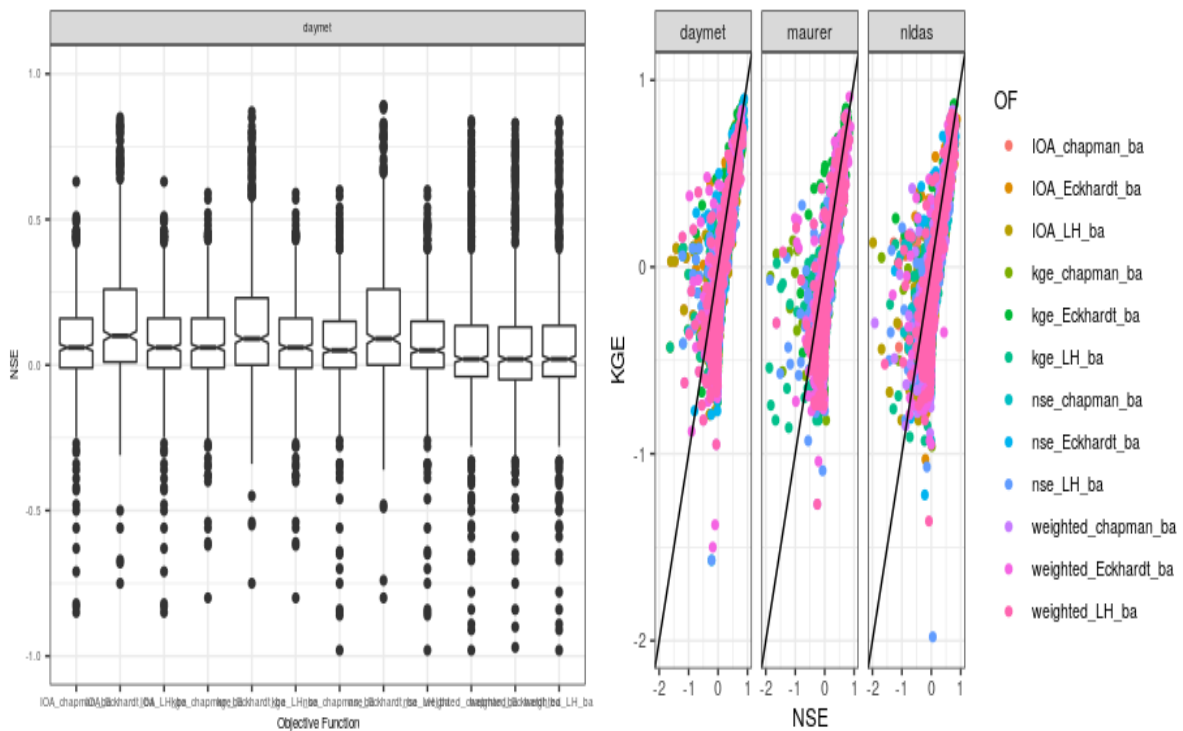 daymet
1.0
0.5
0.0
-0.5
-1.0
NSE
Objective Function
daymet maurer nldas
1
0
-1
-2
KGE
-2 -1 0 1 -2 -1 0 1 -2 -1 0 1
NSE
OF
IOA_chapman_ba
IOA_Eckhardt_ba
IOA_LH_ba
kge_chapman_ba
kge_Eckhardt_ba
kge_LH_ba
nse_chapman_ba
nse_Eckhardt_ba
nse_LH_ba
weighted_chapman_ba
weighted_Eckhardt_ba
weighted_LH_ba